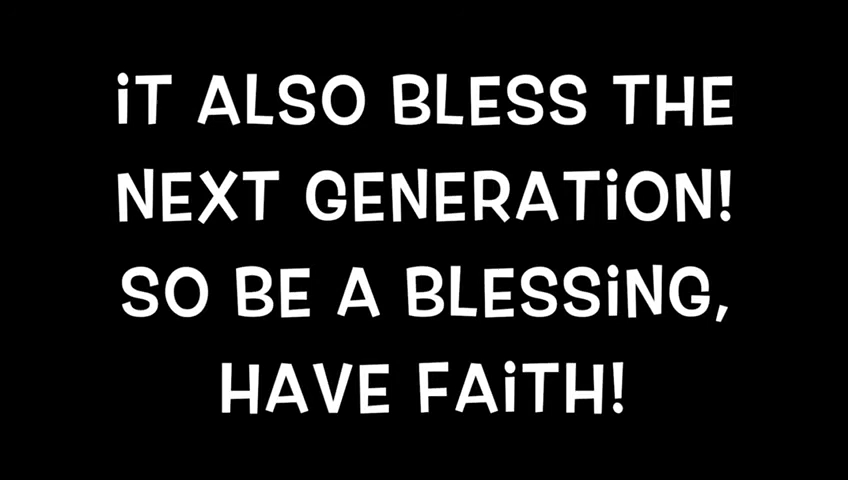 iT ALSO BLESS THE
NEXT GENERATiON!
SO BE A BLESSiNG,
HAVE FAiTH!